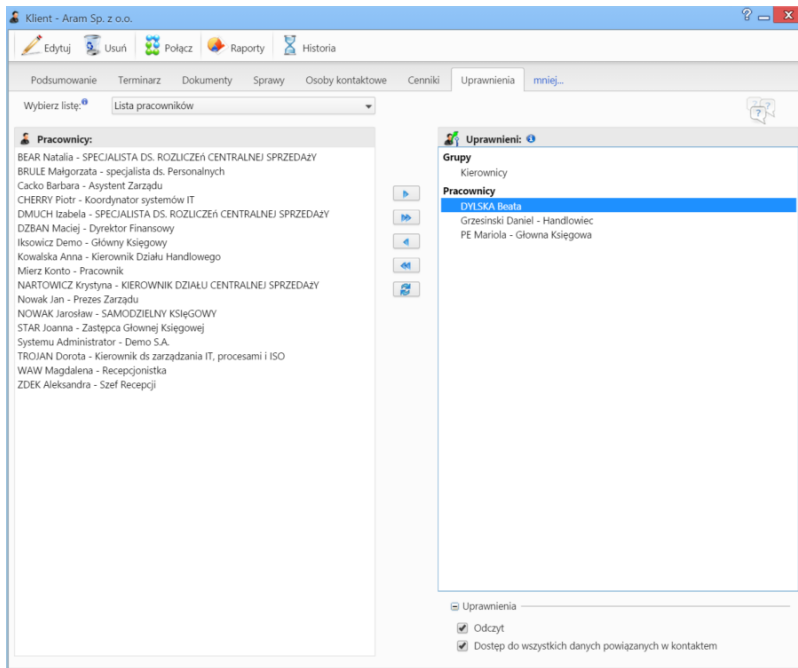 Klient - Aram Sp. z o.o.
Edytuj Usuń Połącz Raporty Historia
Podsumowanie Terminarz Dokumenty Sprawy Osoby kontaktowe Cenniki Uprawnienia mniej...
Wybierz listę: Lista pracowników
Pracownicy:
BEAR Natalia - SPECJALISTA DS. ROZLICZEń CENTRALNEJ SPRZEDAżY
BRULE Małgorzata - specjalista ds. Personalnych
Cacko Barbara - Asystent Zarządu
CHERRY Piotr - Koordynator systemów IT
DMUCH Izabela - SPECJALISTA DS. ROZLICZEń CENTRALNEJ SPRZEDAżY
DZBAN Maciej - Dyrektor Finansowy
Iksowicz Demo - Główny Księgowy
Kowalska Anna - Kierownik Działu Handlowego
Mierz Konto - Pracownik
NARTOWICZ Krystyna - KIEROWNIK DZIAŁU CENTRALNEJ SPRZEDAżY
Nowak Jan - Prezes Zarządu
NOWAK Jarosław - SAMODZIELNY KSIęGOWY
STAR Joanna - Zastępca Głownej Księgowej
Systemu Administrator - Demo S.A.
TROJAN Dorota - Kierownik ds zarządzania IT, procesami i ISO
WAW Magdalena - Recepcjonistka
ZDEK Aleksandra - Szef Recepcji
Uprawnieni:
Grupy
Kierownicy
Pracownicy
DYLSKA Beata
Grzesinski Daniel - Handlowiec
PE Mariola - Głowna Księgowa
Uprawnienia
Odczyt
Dostęp do wszystkich danych powiązanych w kontaktem